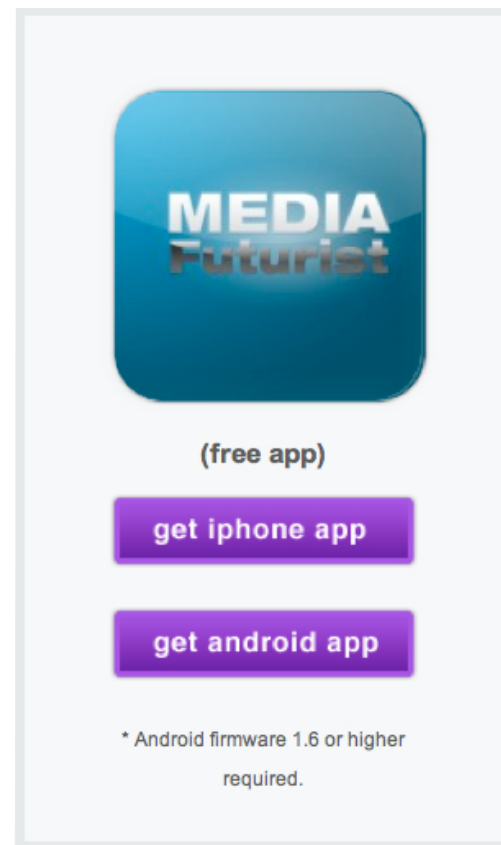 MEDIA
Futurist
(free app)
get iphone app
get android app
* Android firmware 1.6 or higher
required.